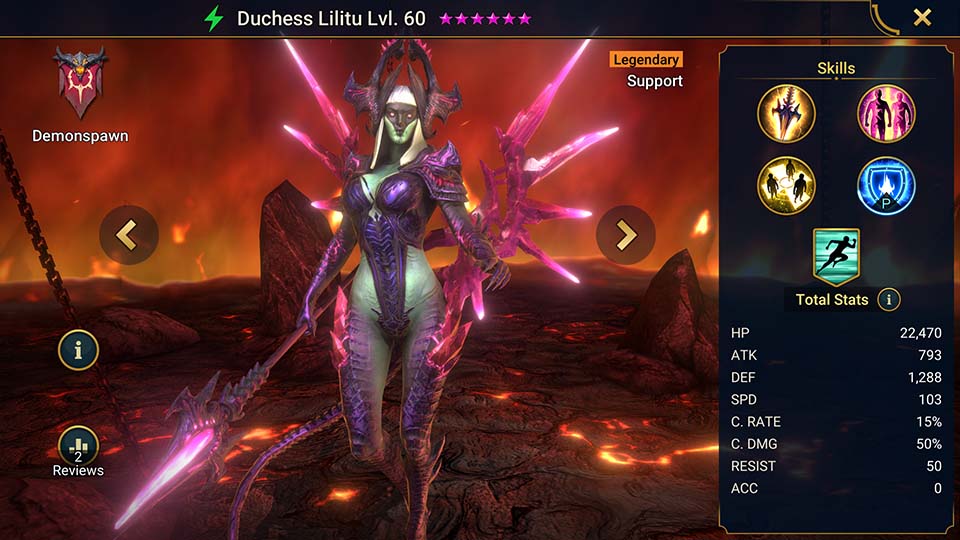 Duchess Lilitu Lvl. 60
Demonspawn
Legendary
Support
2
Reviews
Skills
P
Total Stats
HP 22,470
ATK 793
DEF 1,288
SPD 103
C. RATE 15%
C. DMG 50%
RESIST 50
ACC 0